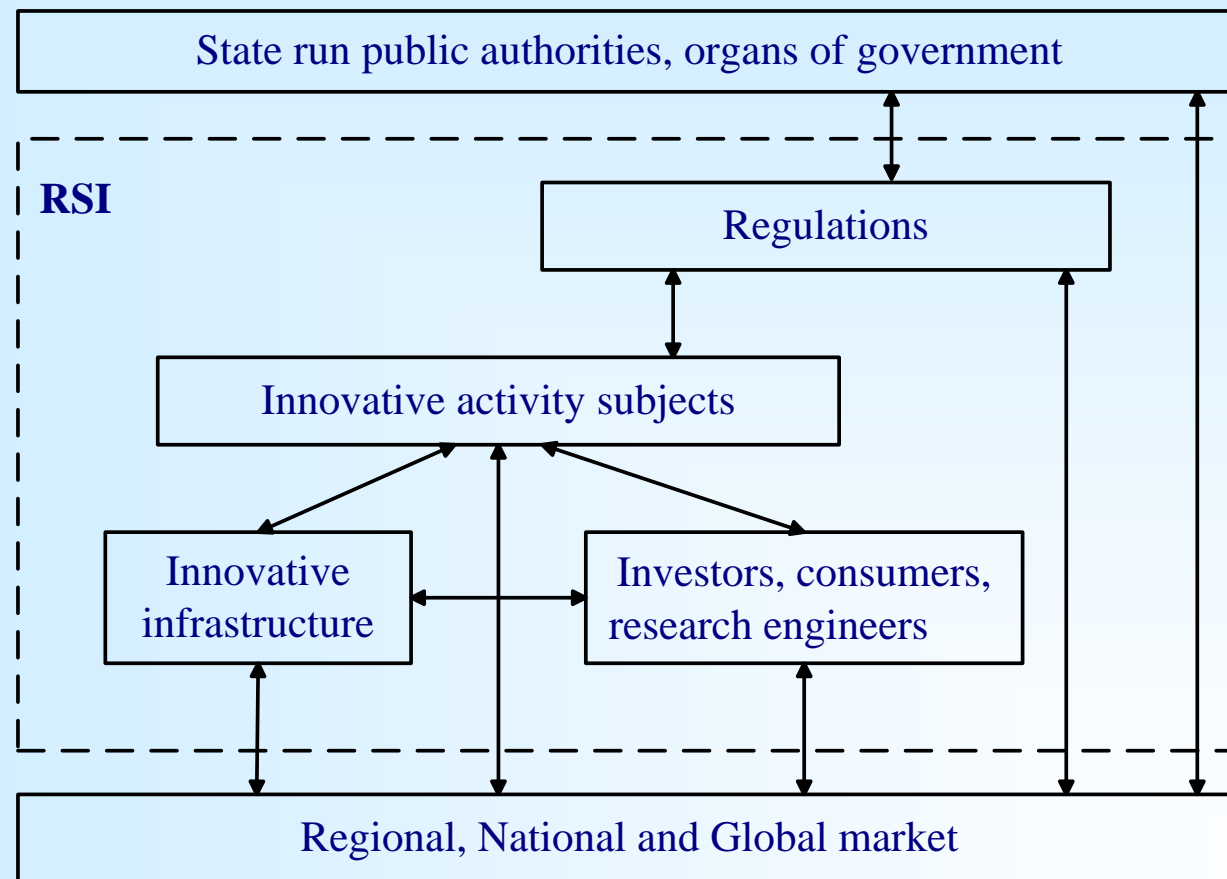 State run public authorities, organs of government
RSI
Regulations
Innovative activity subjects
Innovative
infrastructure
Investors, consumers,
research engineers
Regional, National and Global market